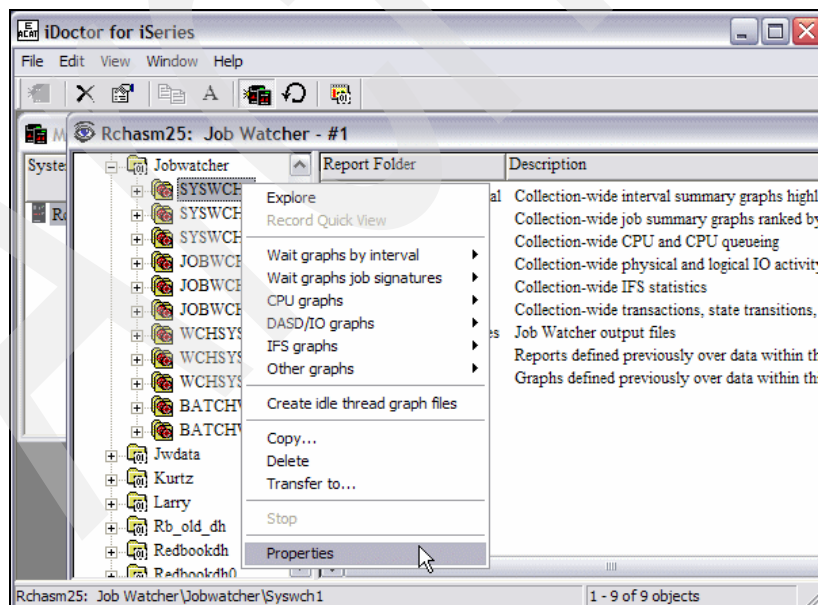 iDoctor for iSeries
File Edit View Window Help
Rchasm25: Job Watcher - #1
Jobwatcher
Report Folder
Description
SYSWCH
SYSWCH
SYSWCH
JOBWCH
JOBWCH
JOBWCH
WCHSYS
WCHSYS
WCHSYS
BATCHW
BATCHW
Jwdata
Kurtz
Larry
Rb_old_dh
Redbookdh
Redbookdh0
Explore
Record Quick View
Wait graphs by interval
Wait graphs job signatures
CPU graphs
DASD/IO graphs
IFS graphs
Other graphs
Create idle thread graph files
Copy...
Delete
Transfer to...
Stop
Properties
Collection-wide interval summary graphs highl
Collection-wide job summary graphs ranked by
Collection-wide CPU and CPU queueing
Collection-wide physical and logical IO activity
Collection-wide IFS statistics
Collection-wide transactions, state transitions,
Job Watcher output files
Reports defined previously over data within th
Graphs defined previously over data within this
Rchasm25: Job Watcher\Jobwatcher\Syswch1
1 - 9 of 9 objects